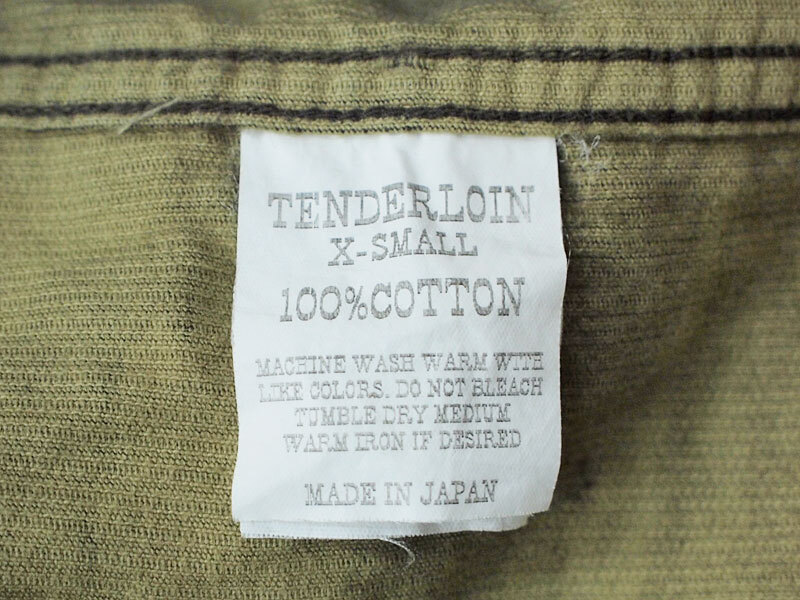 TENDERLOIN
X-SMALL
100%COTTON
MACHINE WASH WARM WITH
LIKE COLORS. DO NOT BLEACH
TUMBLE DRY MEDIUM
WARM IRON IF DESIRED
MADE IN JAPAN